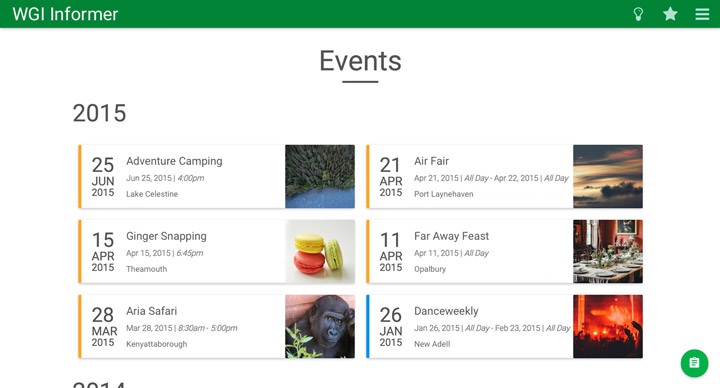 WGI Informer
Events
2015
25
JUN
2015
Adventure Camping
Jun 25, 2015 | 4:00pm
Lake Celestine
21
APR
2015
Air Fair
Apr 21, 2015 | All Day - Apr 22, 2015 | All Day
Port Laynehaven
15
APR
2015
Ginger Snapping
Apr 15, 2015 | 6:45pm
Theamouth
11
APR
2015
Far Away Feast
Apr 11, 2015 | All Day
Opalbury
28
MAR
2015
Aria Safari
Mar 28, 2015 | 8:30am - 5:00pm
Kenyattaborough
26
JAN
2015
Danceweekly
Jan 26, 2015 | All Day - Feb 23, 2015 | All Day
New Adell
2014